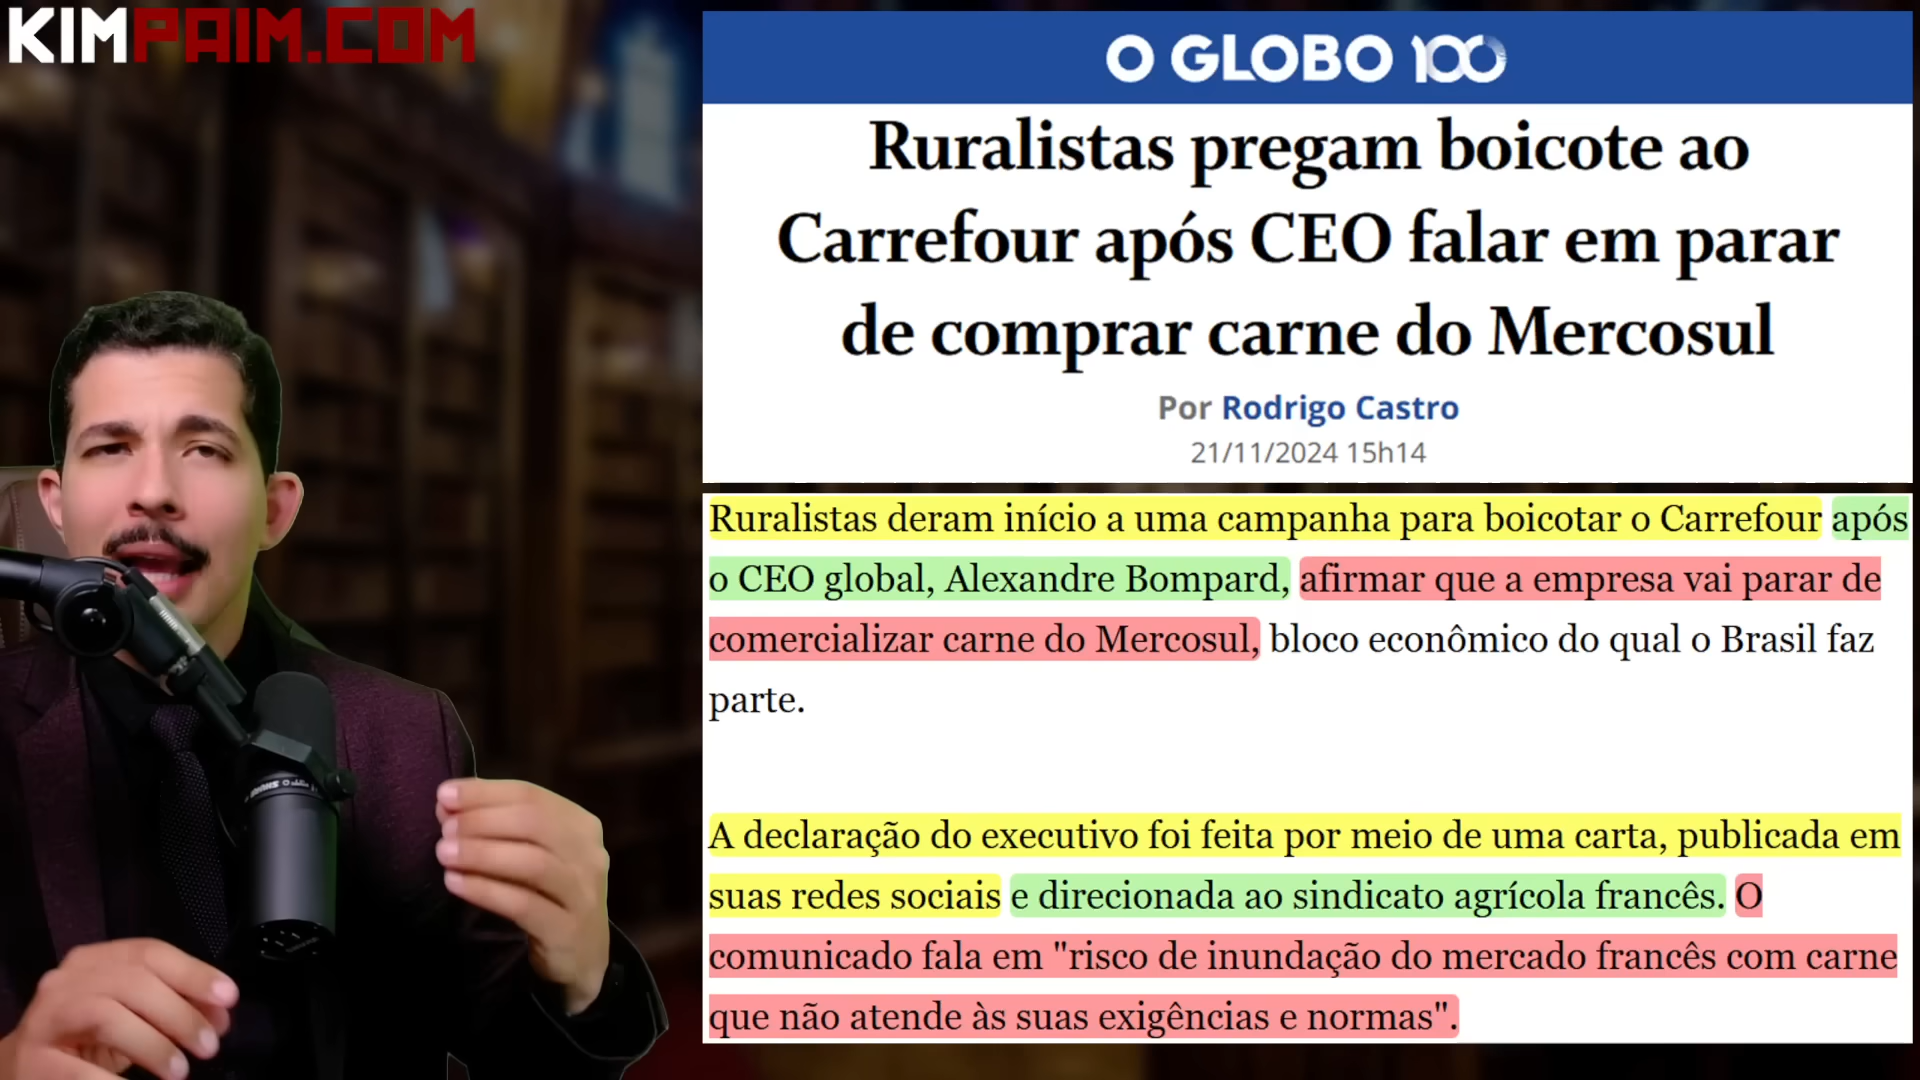 KIMPAIM.COM
O GLOBO 100
Ruralistas pregam boicote ao
Carrefour após CEO falar em parar
de comprar carne do Mercosul
Por Rodrigo Castro
21/11/2024 15h14
Ruralistas deram início a uma campanha para boicotar o Carrefour após
o CEO global, Alexandre Bompard, afirmar que a empresa vai parar de
comercializar carne do Mercosul, bloco econômico do qual o Brasil faz
parte.
A declaração do executivo foi feita por meio de uma carta, publicada em
suas redes sociais e direcionada ao sindicato agrícola francês. O
comunicado fala em "risco de inundação do mercado francês com carne
que não atende às suas exigências e normas".